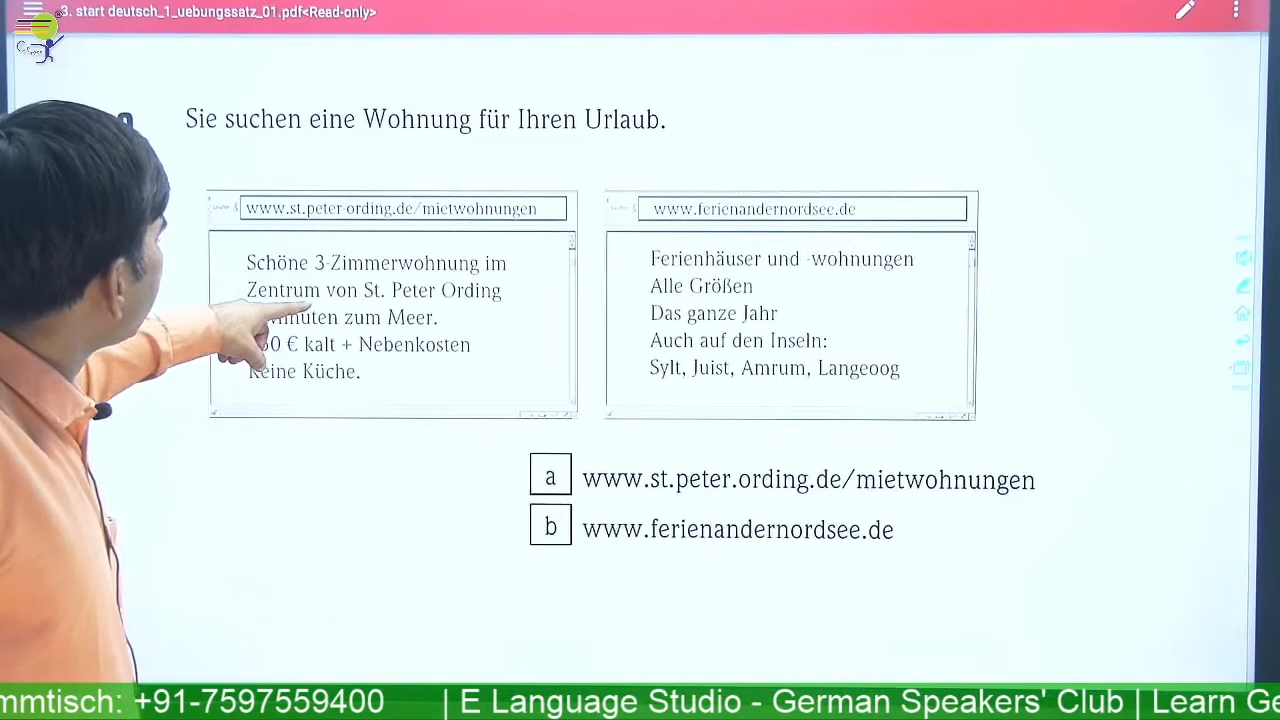 3. start deutsch_1_uebungssatz_01.pdf<Read-only>
Sie suchen eine Wohnung für Ihren Urlaub.
www.st.peter-ording.de/mietwohnungen
Schöne 3-Zimmerwohnung im
Zentrum von St. Peter Ording
zum Meer.
€ kalt + Nebenkosten
Keine Küche.
www.ferienandernordsee.de
Ferienhäuser und -wohnungen
Alle Größen
Das ganze Jahr
Auch auf den Inseln:
Sylt, Juist, Amrum, Langeoog
a www.st.peter.ording.de/mietwohnungen
b www.ferienandernordsee.de
mmtisch: +91-7597559400 | E Language Studio - German Speakers' Club | Learn Ge